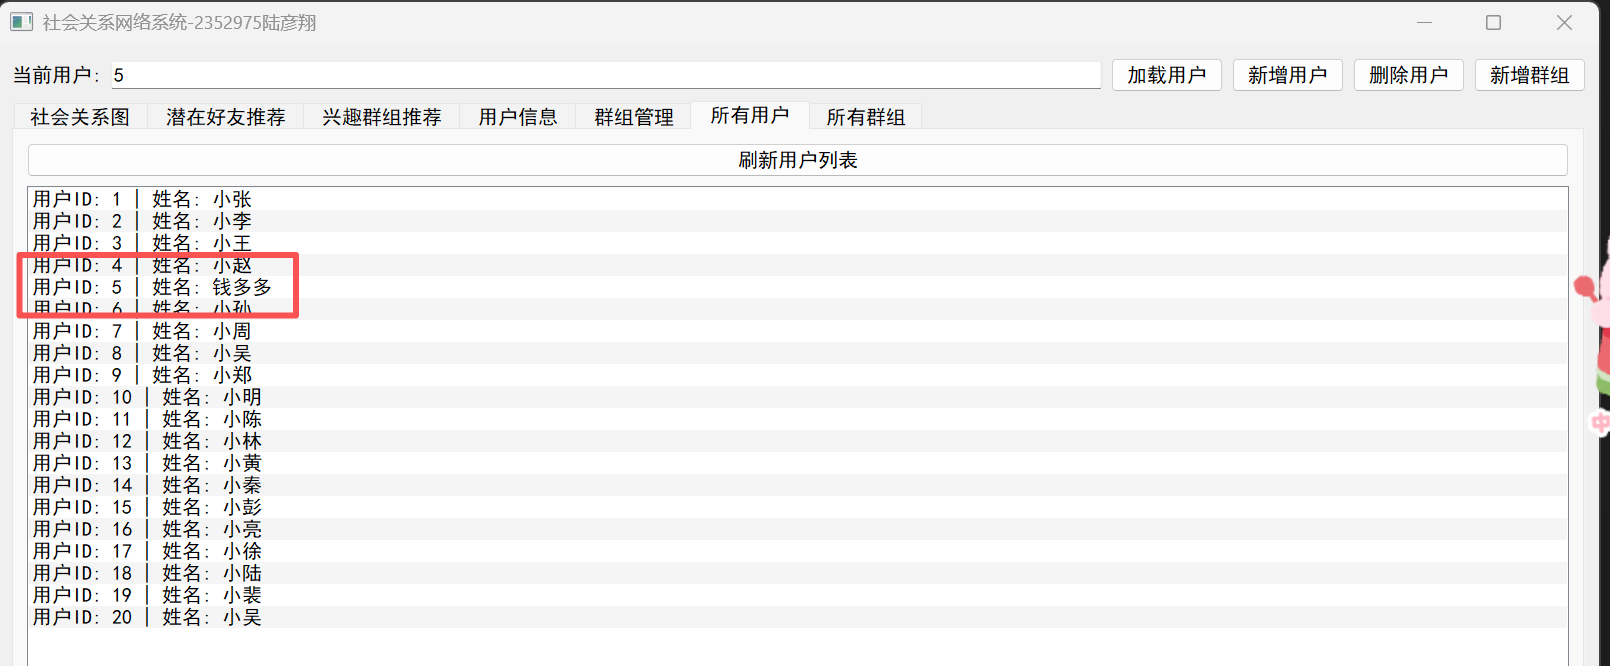 社会关系网络系统-2352975陆彦翔
当前用户: 5 加载用户 新增用户 删除用户 新增群组
社会关系图 潜在好友推荐 兴趣群组推荐 用户信息 群组管理 所有用户 所有群组
刷新用户列表
用户ID: 1 | 姓名: 小张
用户ID: 2 | 姓名: 小李
用户ID: 3 | 姓名: 小王
用户ID: 4 | 姓名: 小赵
用户ID: 5 | 姓名: 钱多多
用户ID: 6 | 姓名: 小孙
用户ID: 7 | 姓名: 小周
用户ID: 8 | 姓名: 小吴
用户ID: 9 | 姓名: 小郑
用户ID: 10 | 姓名: 小明
用户ID: 11 | 姓名: 小陈
用户ID: 12 | 姓名: 小林
用户ID: 13 | 姓名: 小黄
用户ID: 14 | 姓名: 小秦
用户ID: 15 | 姓名: 小彭
用户ID: 16 | 姓名: 小亮
用户ID: 17 | 姓名: 小徐
用户ID: 18 | 姓名: 小陆
用户ID: 19 | 姓名: 小裴
用户ID: 20 | 姓名: 小吴
中